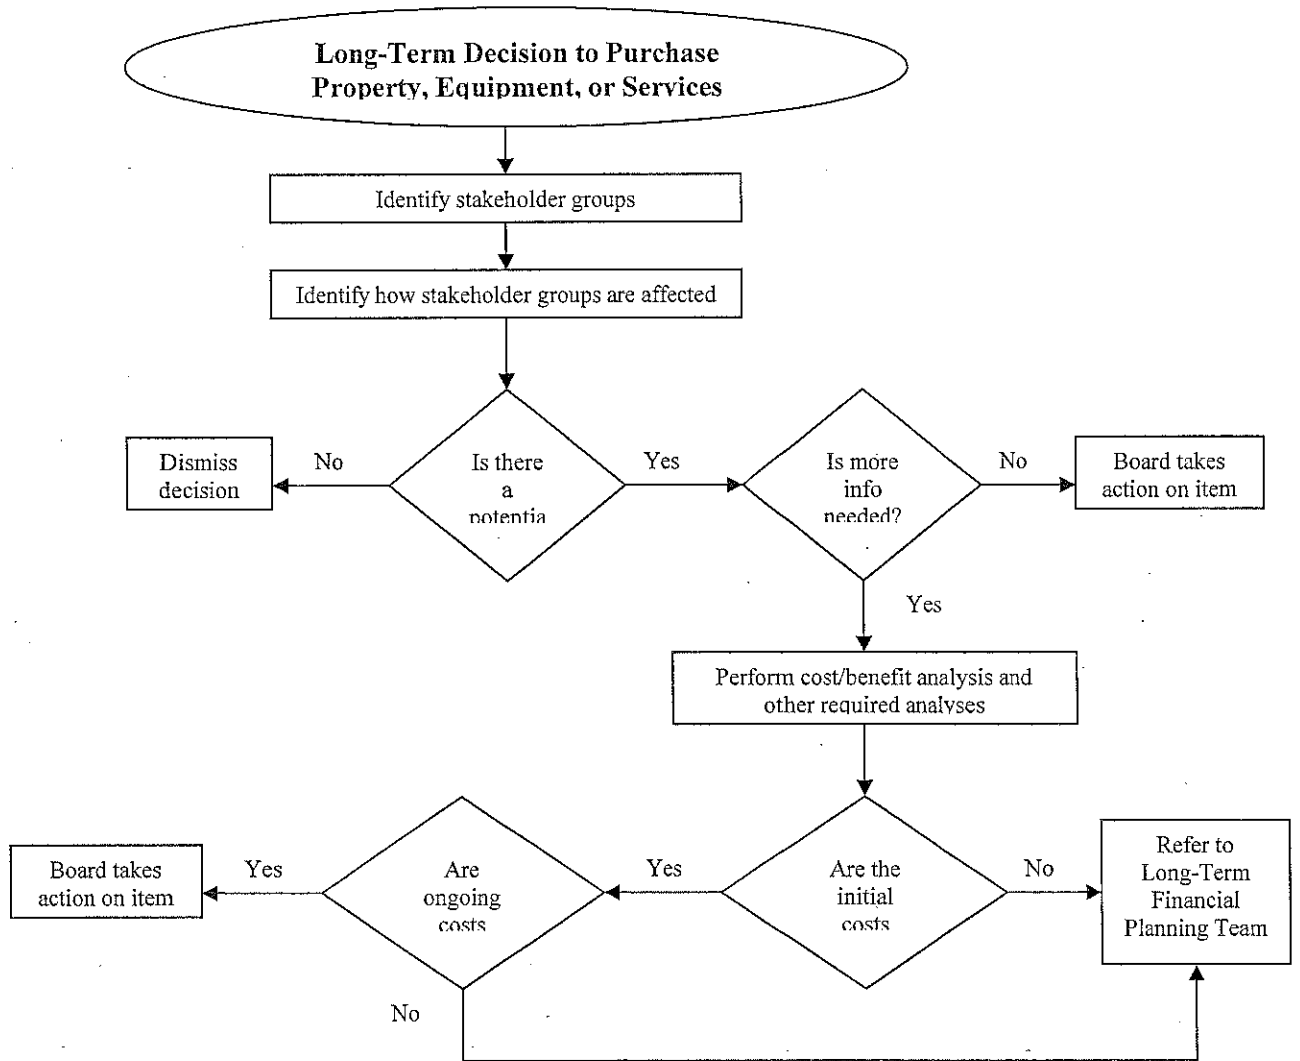 Long-Term Decision to Purchase
Property, Equipment, or Services
Identify stakeholder groups
Identify how stakeholder groups are affected
Dismiss
decision
No
Is there
a
potentia
Yes
Is more
info
needed?
No
Board takes
action on item
Yes
Perform cost/benefit analysis and
other required analyses
Board takes
action on item
Yes
Are
ongoing
costs
Yes
Are the
initial
costs
No
Refer to
Long-Term
Financial
Planning Team
No